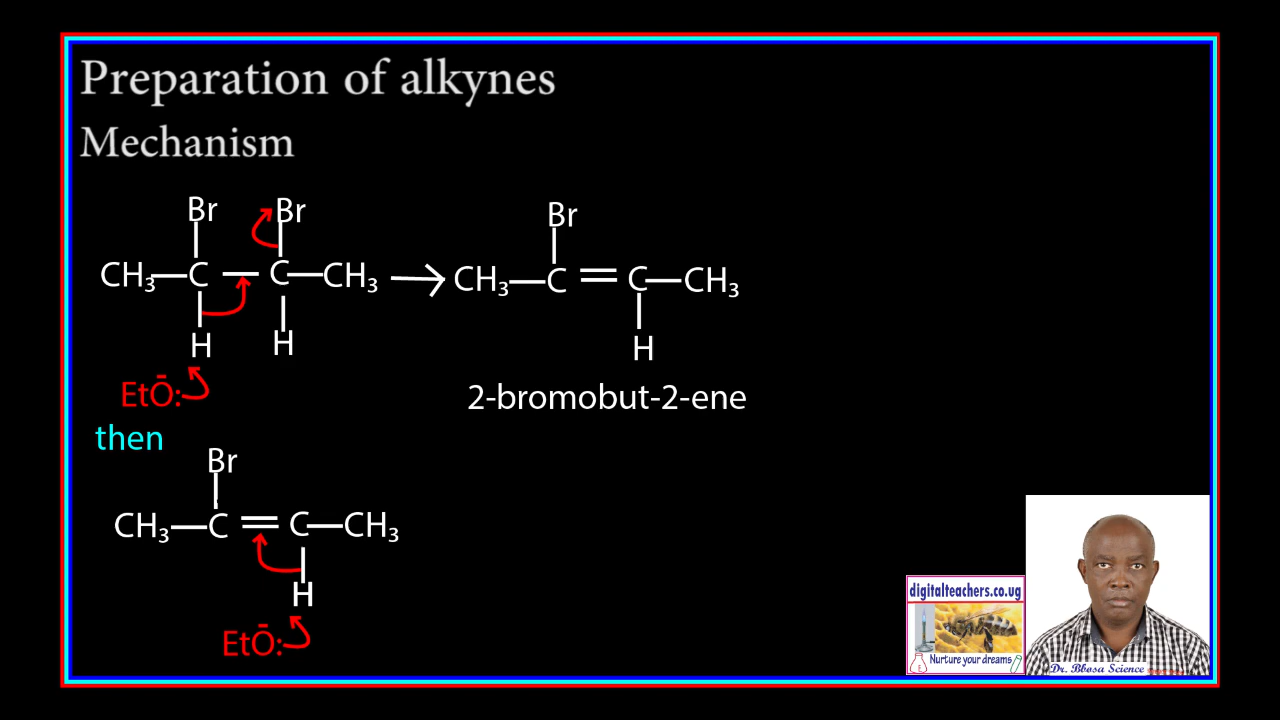 Preparation of alkynes
Mechanism
Br Br Br
CH₃—C—C—CH₃ → CH₃—C=C—CH₃
H H H
EtŌ:
2-bromobut-2-ene
then
Br
CH₃—C=C—CH₃
H
EtŌ:
digitalteachers.co.ug
Nurture your dreams
Dr. Bbosa Science